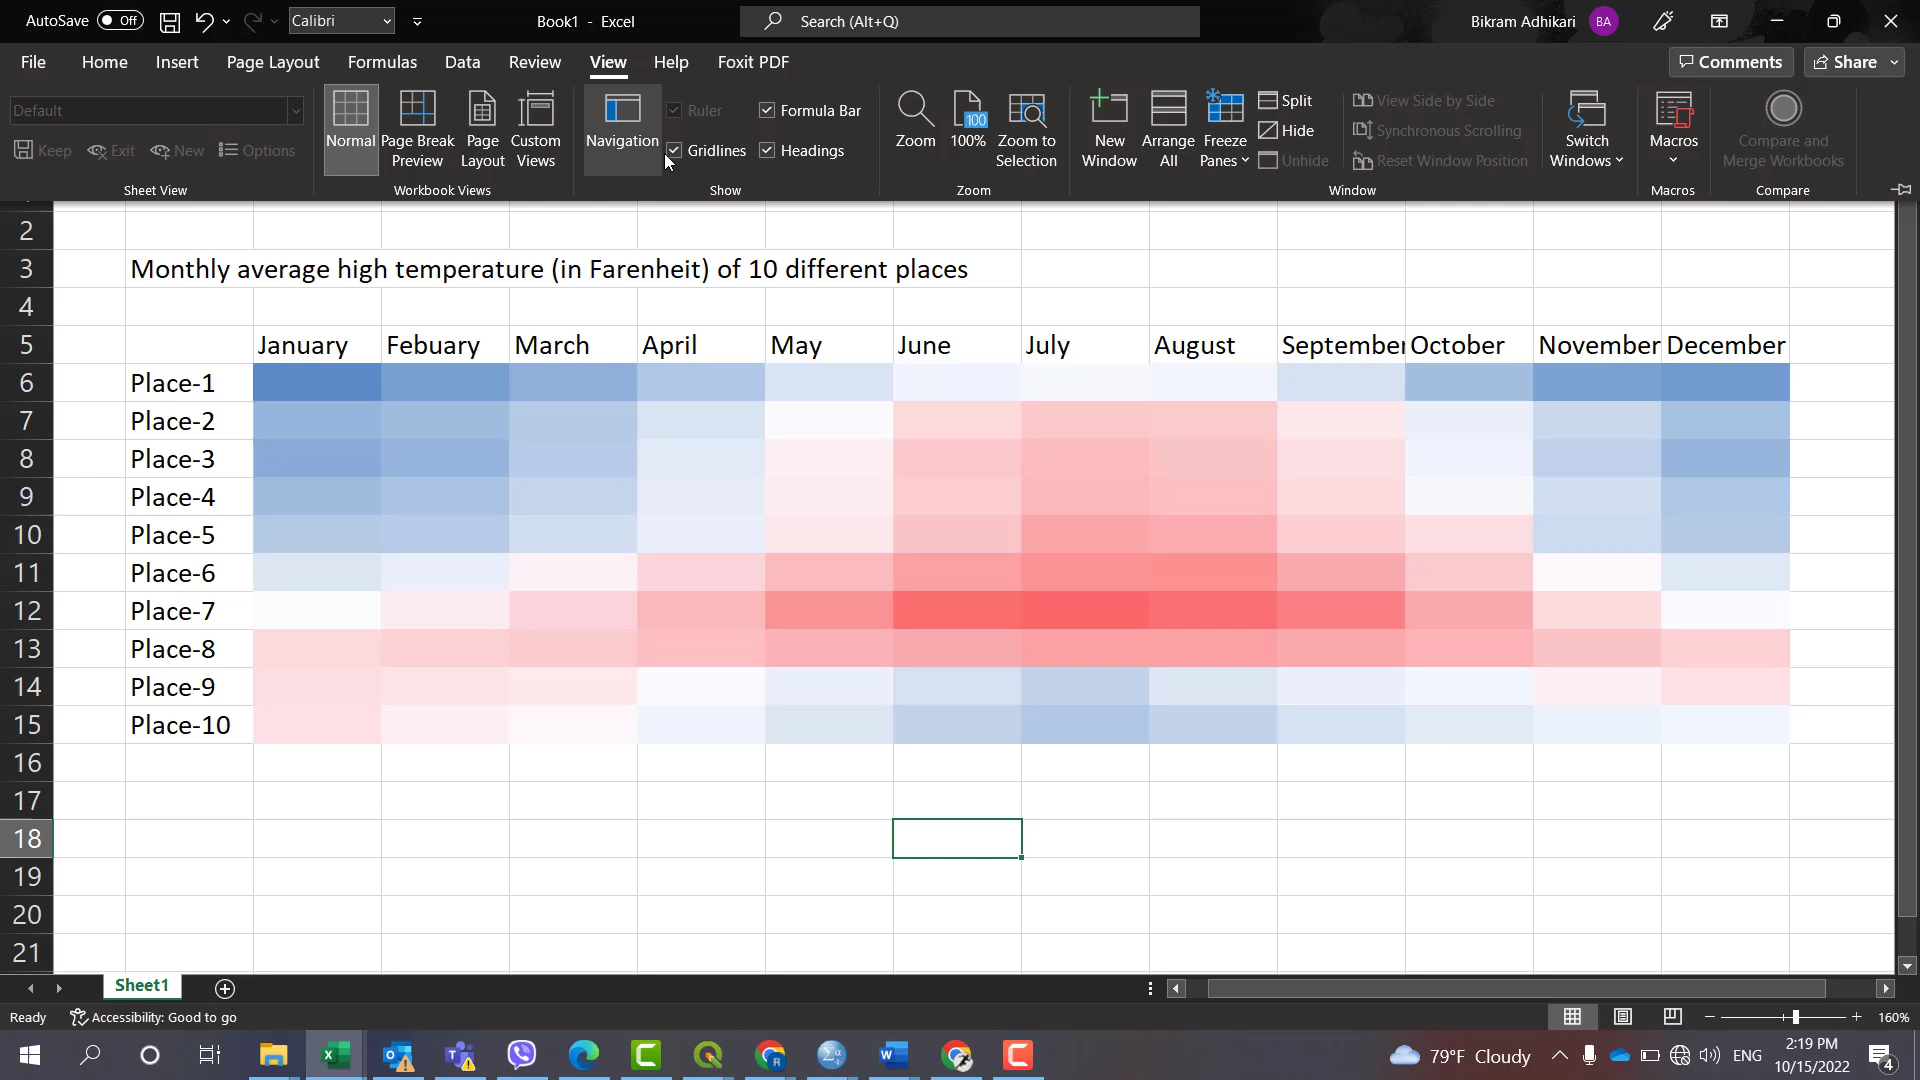 AutoSave Off Calibri Book1 - Excel Search (Alt+Q) Bikram Adhikari BA
File Home Insert Page Layout Formulas Data Review View Help Foxit PDF Comments Share
Default
Keep Exit New Options
Sheet View
Normal
Page Break Preview
Page Layout
Custom Views
Workbook Views
Navigation
Ruler
Formula Bar
Gridlines
Headings
Show
Zoom
100
100%
Zoom to Selection
Zoom
New Window
Arrange All
Freeze Panes
Split
Hide
Unhide
View Side by Side
Synchronous Scrolling
Reset Window Position
Switch Windows
Window
Macros
Macros
Compare and Merge Workbooks
Compare
2
3 Monthly average high temperature (in Farenheit) of 10 different places
4
5 January Febuary March April May June July August September October November December
6 Place-1
7 Place-2
8 Place-3
9 Place-4
10 Place-5
11 Place-6
12 Place-7
13 Place-8
14 Place-9
15 Place-10
16
17
18
19
20
21
Sheet1
Ready Accessibility: Good to go 160%
79°F Cloudy ENG 2:19 PM
10/15/2022 4